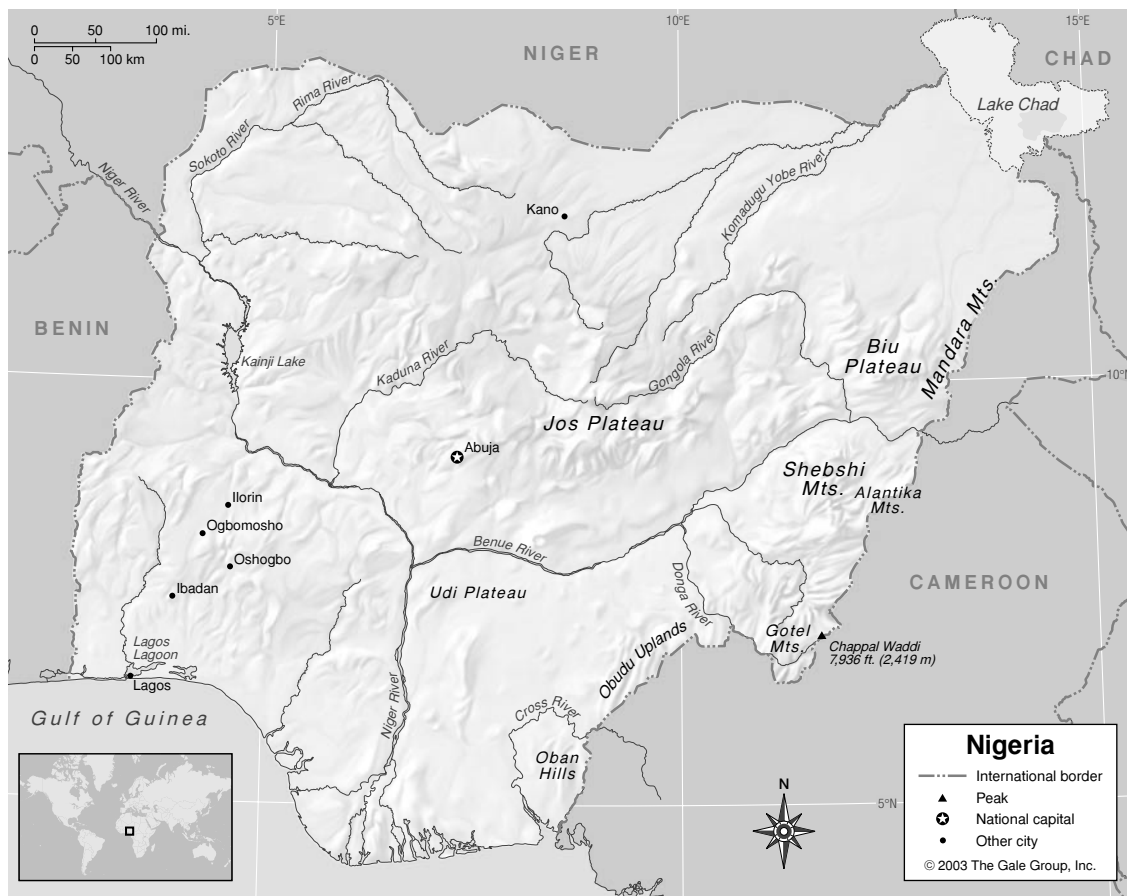 5°E
10°E
15°E
0 50 100 mi.
0 50 100 km
NIGER
CHAD
Lake Chad
Rima River
Sokoto River
Niger River
Kano
Komadugu Yobe River
BENIN
Kainji Lake
Kaduna River
Gongola River
Biu
Plateau
Mandara Mts.
10°N
Jos Plateau
Abuja
Shebshi
Mts.
Alantika
Mts.
Ilorin
Ogbomosho
Oshogbo
Ibadan
Benue River
Udi Plateau
Donga River
CAMEROON
Gotel
Mts.
Chappal Waddi
7,936 ft. (2,419 m)
Obudu Uplands
Lagos
Lagoon
Lagos
Gulf of Guinea
Niger River
Cross River
Oban
Hills
5°N
N
Nigeria
International border
Peak
National capital
Other city
© 2003 The Gale Group, Inc.